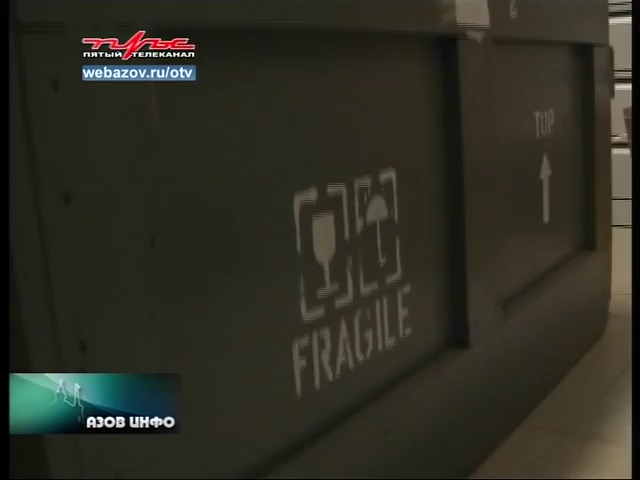 ПУЛЬС
ПЯТЫЙ ТЕЛЕКАНАЛ
webazov.ru/otv
TOP
FRAGILE
АЗОВ ИНФО